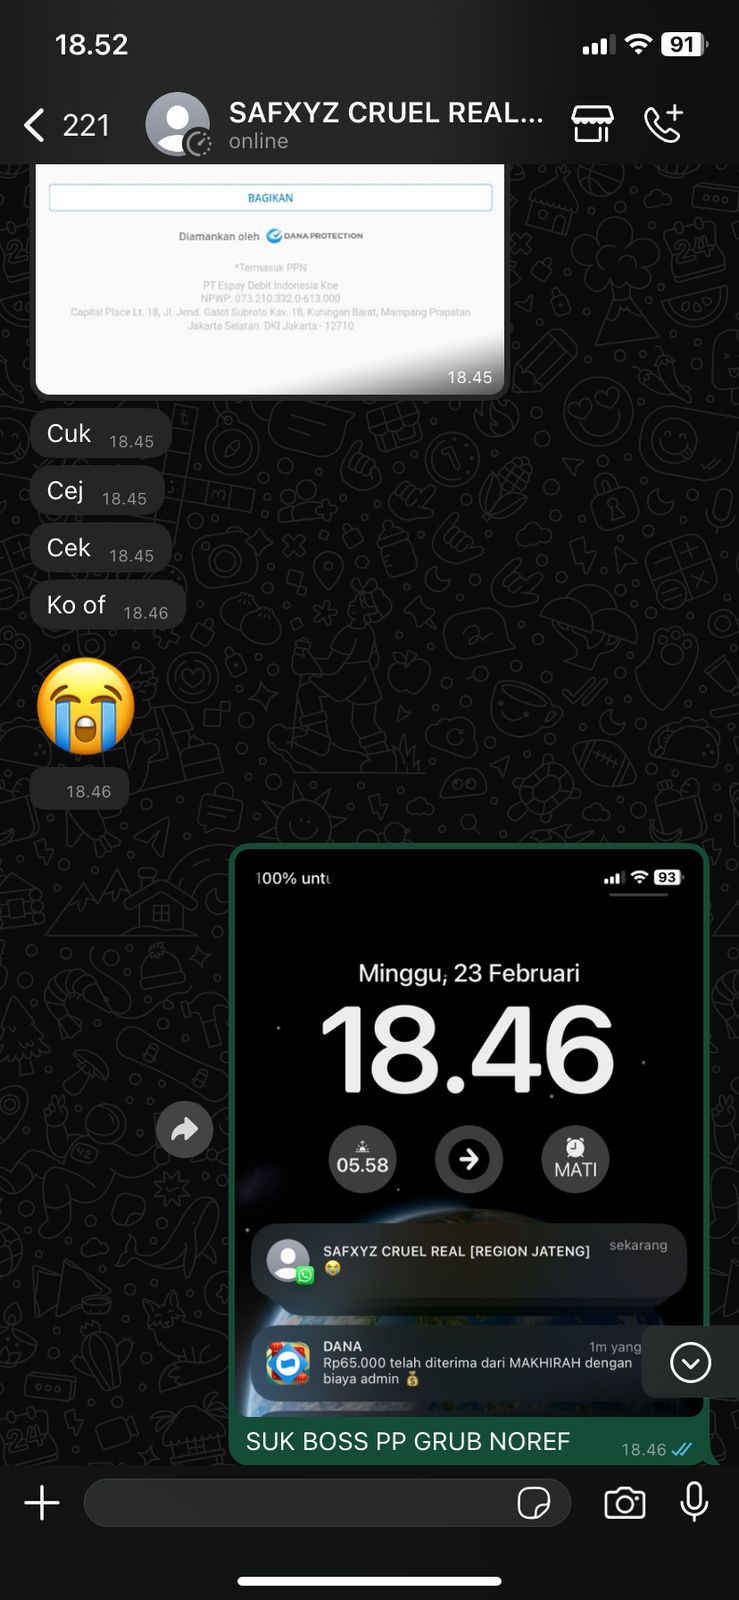 18.52
91
221
SAFXYZ CRUEL REAL...
online
BAGIKAN
Diamankan oleh DANA PROTECTION
*Termasuk PPN
PT Espay Debit Indonesia Koe
NPWP: 073.210.332.0-613.000
Capital Place Lt. 18, Jl. Jend. Gatot Subroto Kav. 18, Kuningan Barat, Mampang Prapatan
Jakarta Selatan. DKI Jakarta - 12710
18.45
Cuk 18.45
Cej 18.45
Cek 18.45
Ko of 18.46
18.46
100% untu
93
Minggu, 23 Februari
18.46
05.58
MATI
SAFXYZ CRUEL REAL [REGION JATENG] sekarang
DANA 1m yang
Rp65.000 telah diterima dari MAKHIRAH dengan
biaya admin
SUK BOSS PP GRUB NOREF
18.46